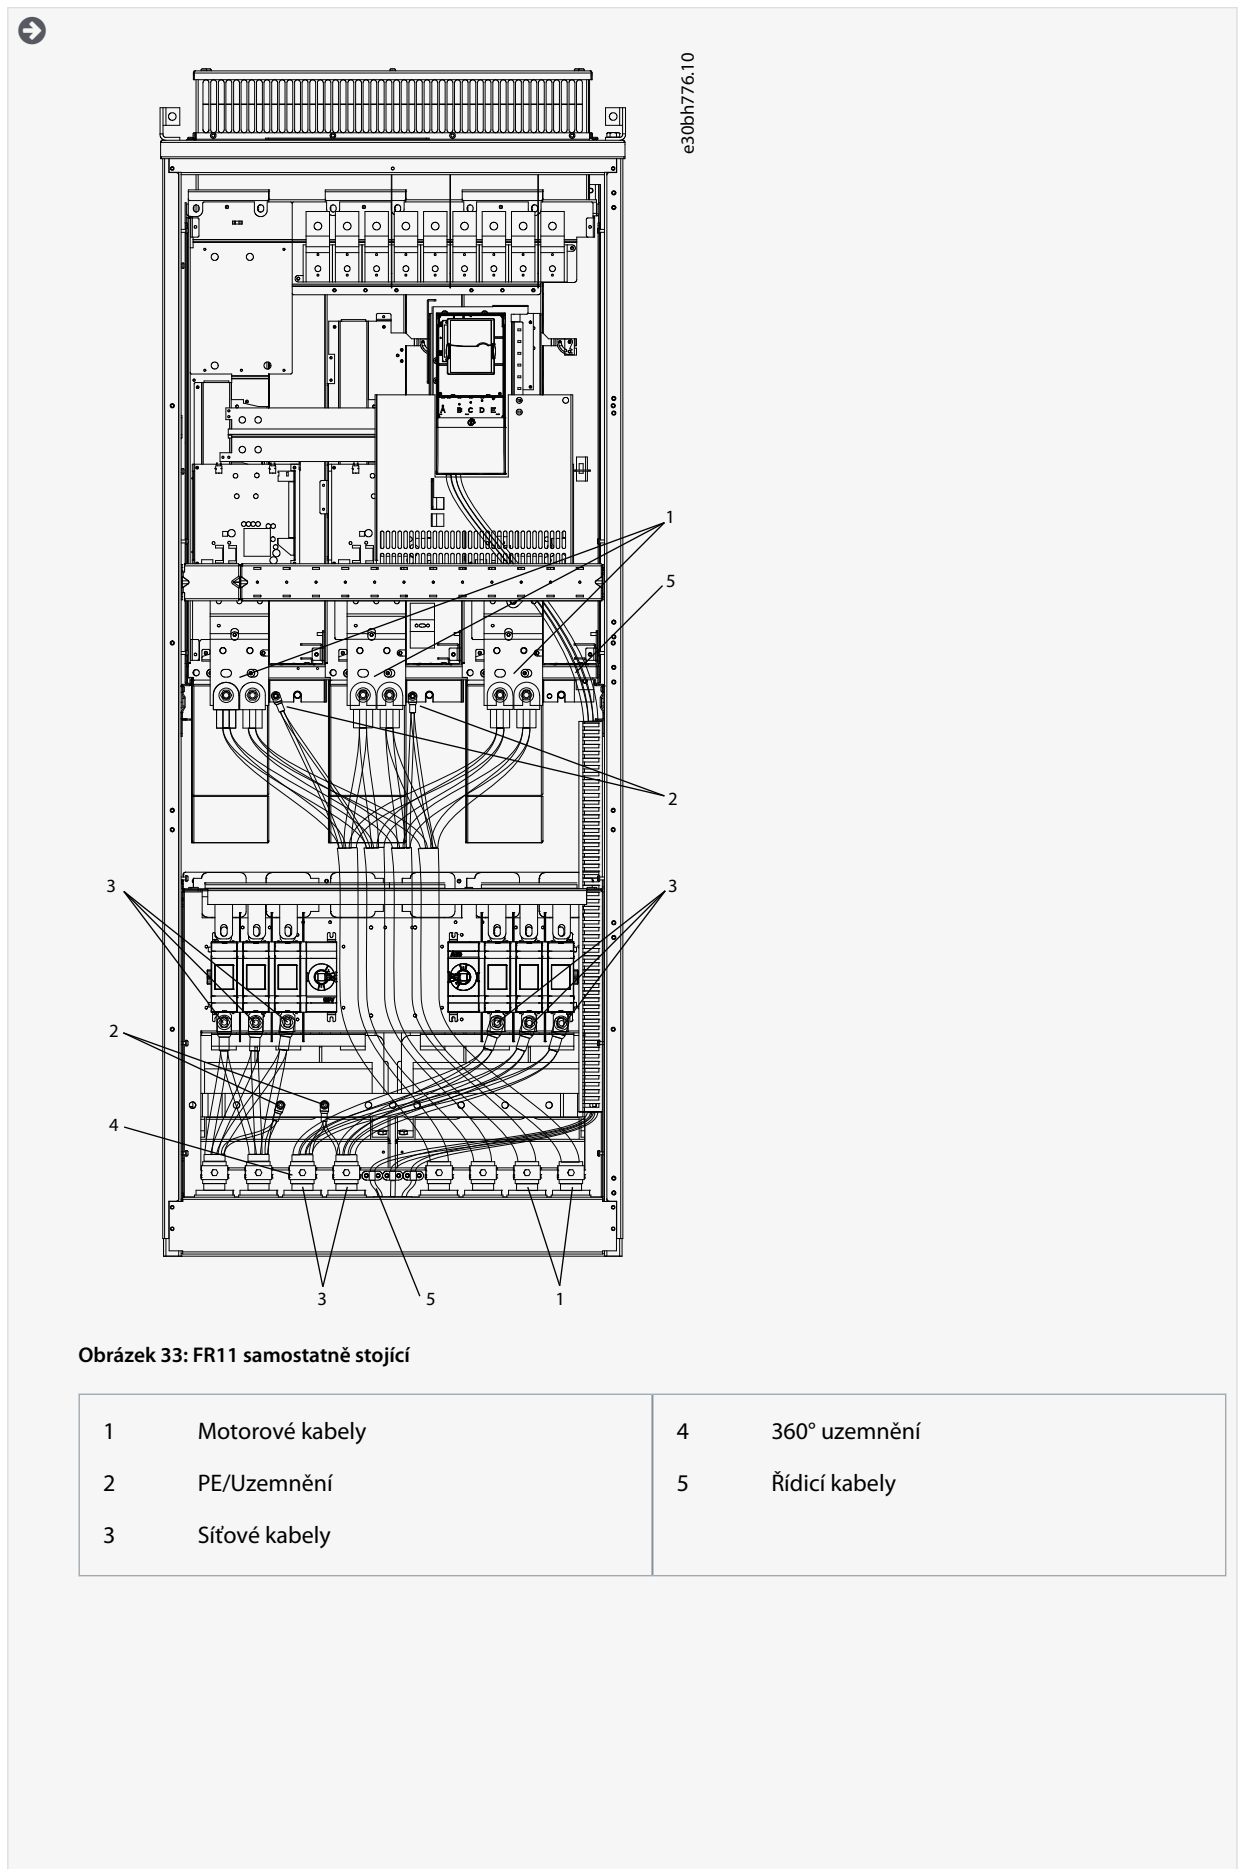 e30bh776.10
A B C D E
1
5
2
3
3
2
4
3
5
1
Obrázek 33: FR11 samostatně stojící
1 Motorové kabely
2 PE/Uzemnění
3 Síťové kabely
4 360° uzemnění
5 Řídicí kabely